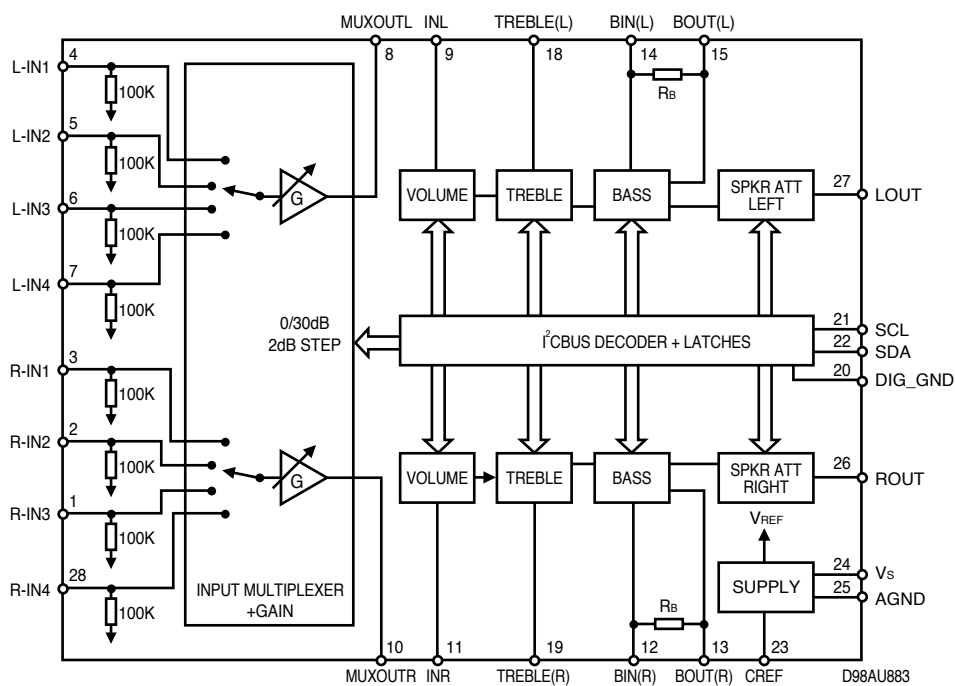 MUXOUTL INL TREBLE(L) BIN(L) BOUT(L)
8 9 18 14 15
L-IN1 4
100K
RB
L-IN2 5
100K
L-IN3 6
100K
G
VOLUME TREBLE BASS SPKR ATT LEFT 27 LOUT
L-IN4 7
100K
0/30dB
2dB STEP
I2CBUS DECODER + LATCHES
21 SCL
22 SDA
20 DIG_GND
R-IN1 3
100K
R-IN2 2
100K
G
VOLUME TREBLE BASS SPKR ATT RIGHT 26 ROUT
R-IN3 1
100K
VREF
R-IN4 28
100K
INPUT MULTIPLEXER
+GAIN
SUPPLY
24 VS
25 AGND
RB
10 11 19 12 13 23
MUXOUTR INR TREBLE(R) BIN(R) BOUT(R) CREF D98AU883